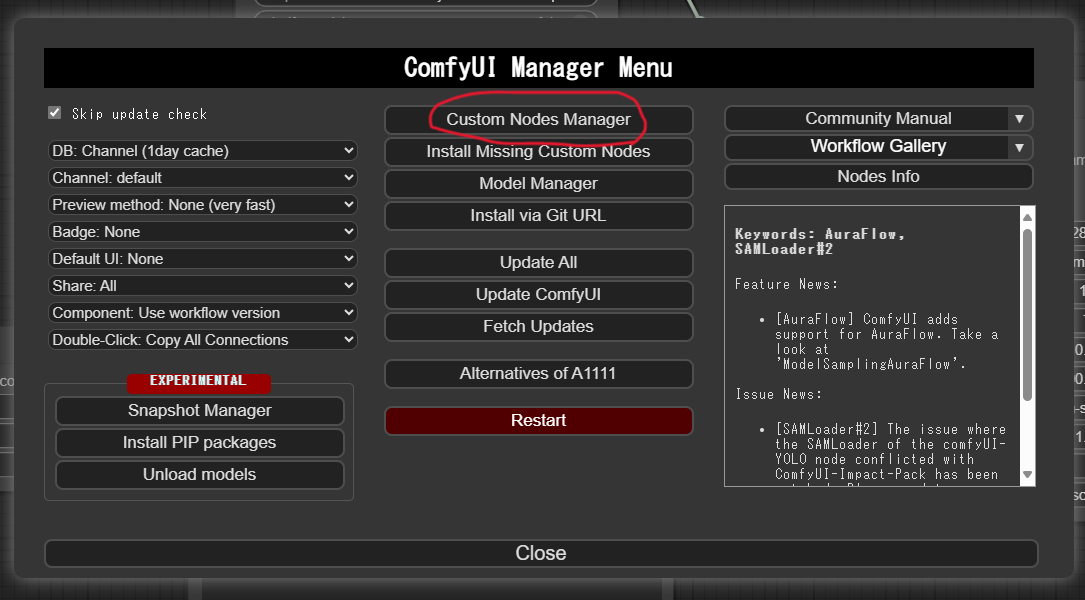 ComfyUI Manager Menu
Skip update check
DB: Channel (1day cache)
Channel: default
Preview method: None (very fast)
Badge: None
Default UI: None
Share: All
Component: Use workflow version
Double-Click: Copy All Connections
EXPERIMENTAL
Snapshot Manager
Install PIP packages
Unload models
Custom Nodes Manager
Install Missing Custom Nodes
Model Manager
Install via Git URL
Update All
Update ComfyUI
Fetch Updates
Alternatives of A1111
Restart
Community Manual
Workflow Gallery
Nodes Info
Keywords: AuraFlow,
SAMLoader#2
Feature News:
• [AuraFlow] ComfyUI adds
support for AuraFlow. Take a
look at
'ModelSamplingAuraFlow'.
Issue News:
• [SAMLoader#2] The issue where
the SAMLoader of the comfyUI-
YOLO node conflicted with
ComfyUI-Impact-Pack has been
Close